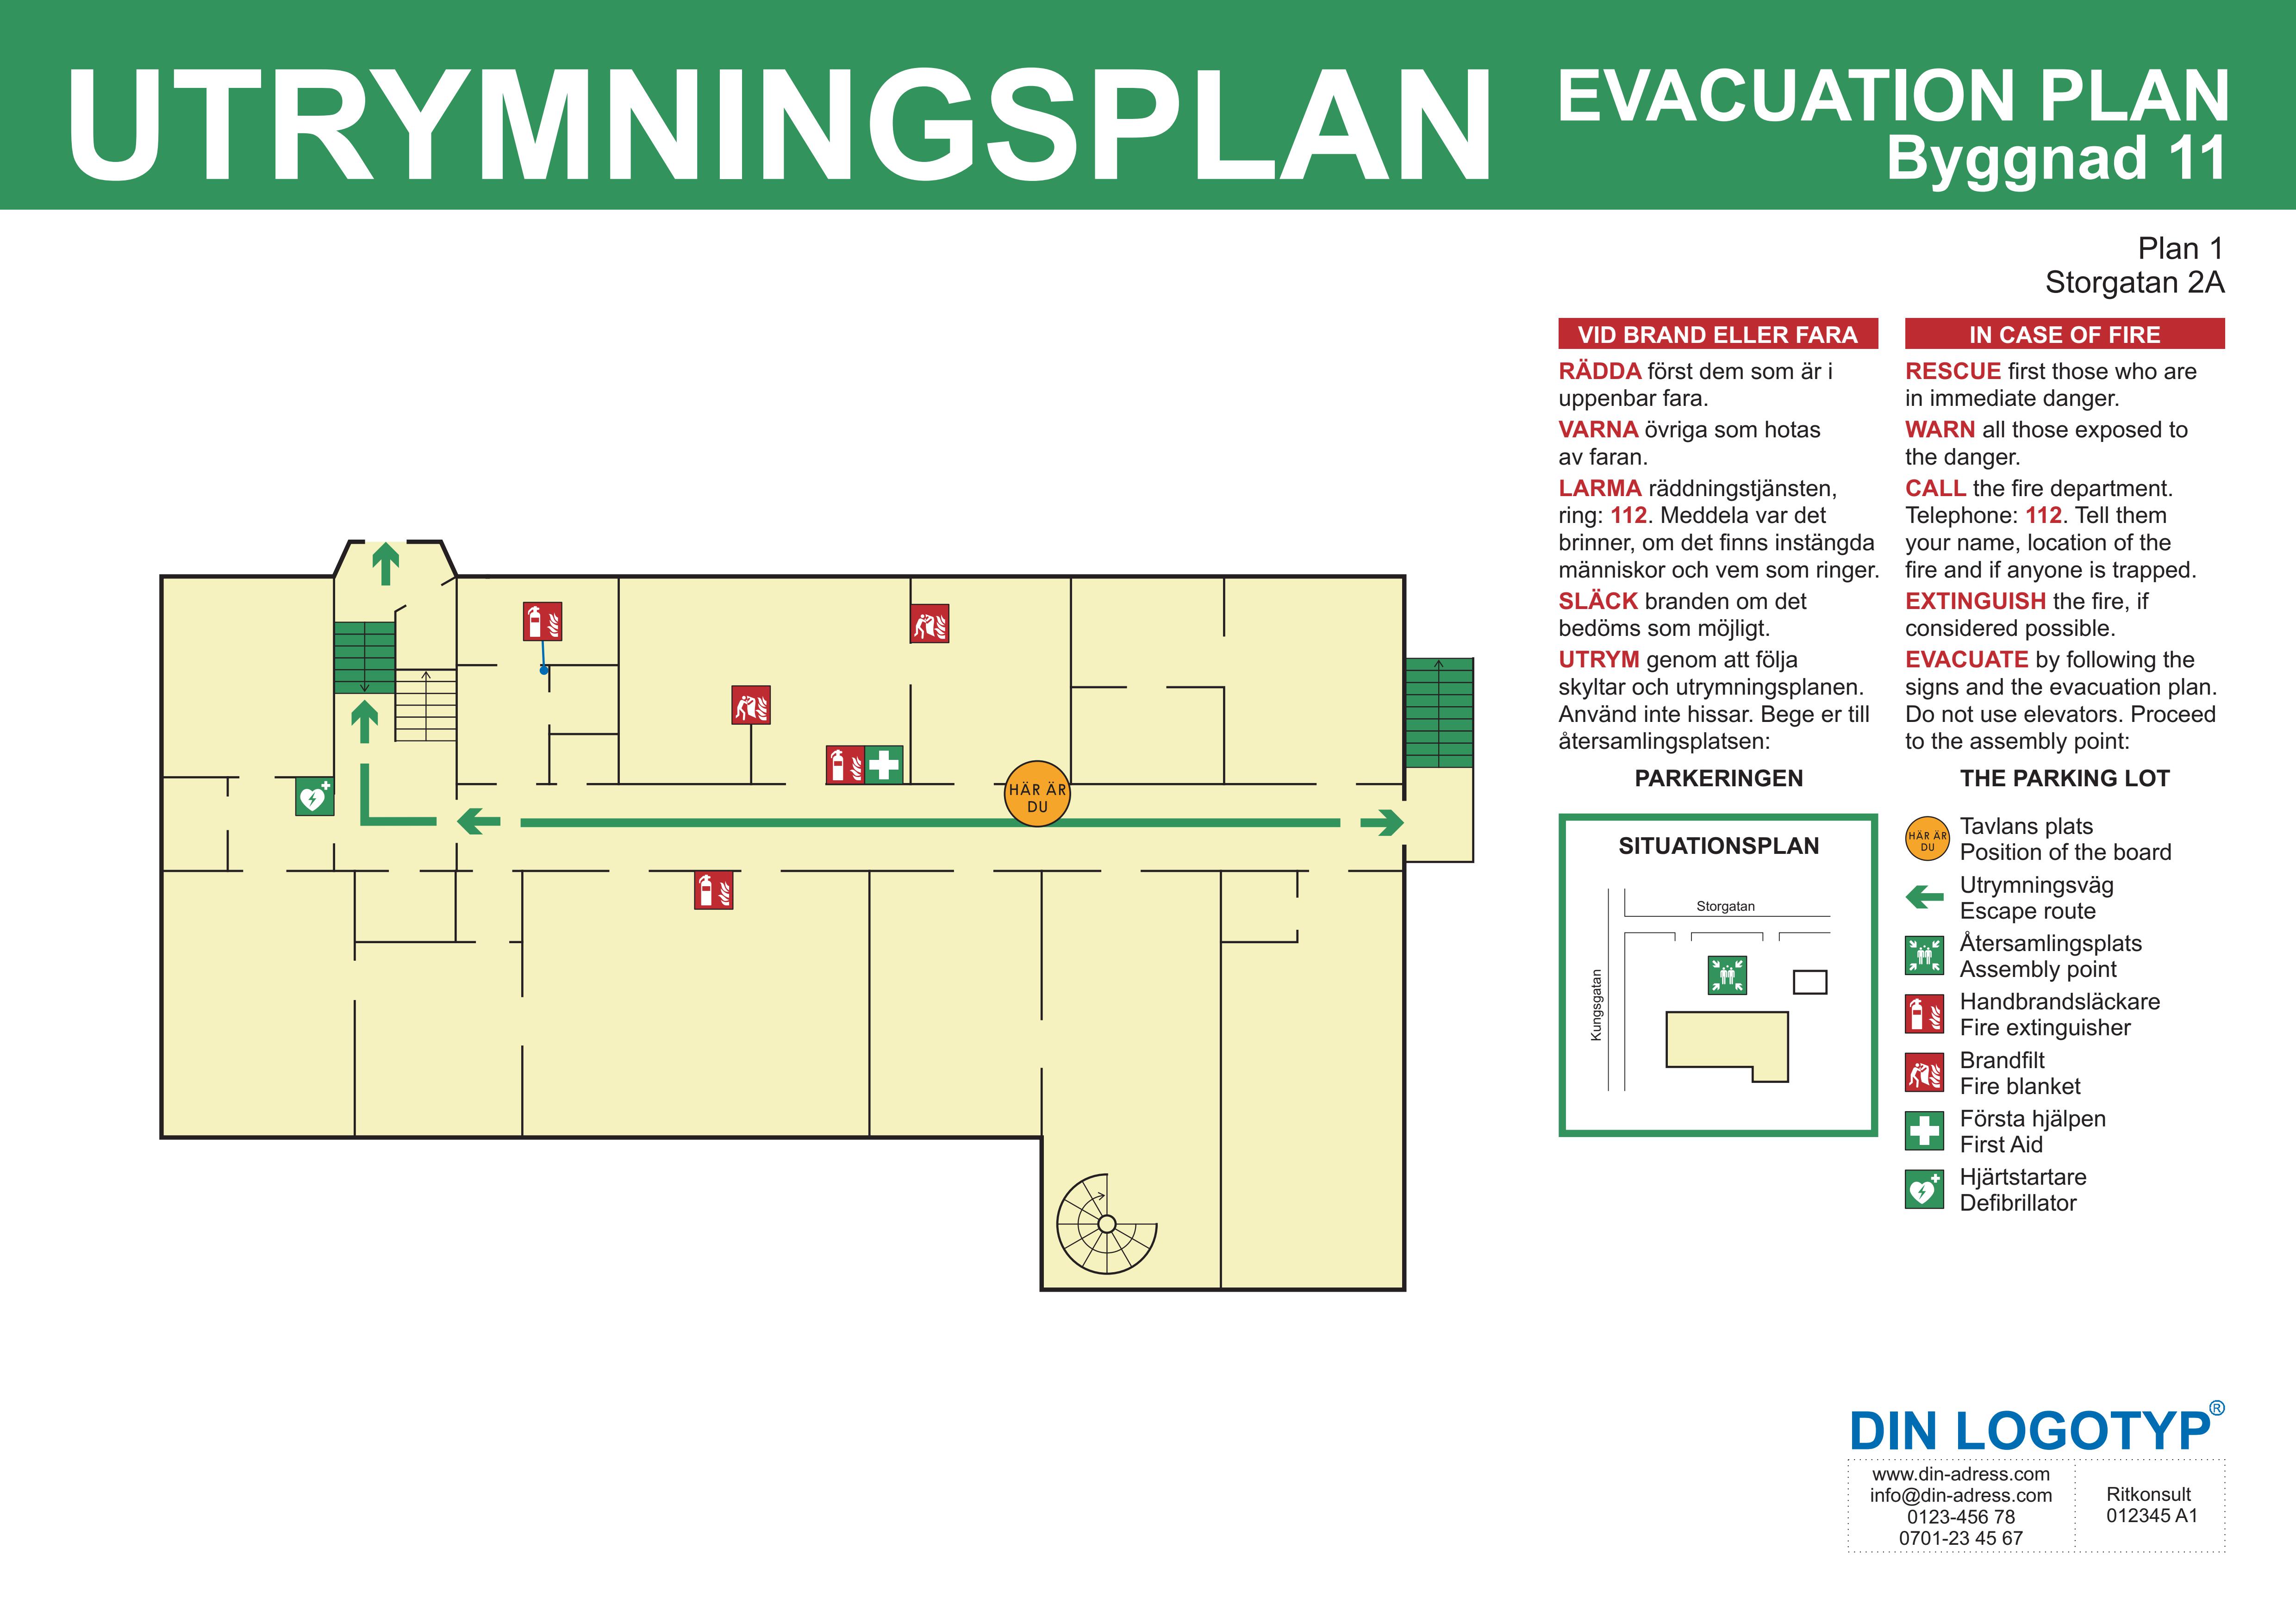 UTRYMNINGSPLAN
EVACUATION PLAN
Byggnad 11
Plan 1
Storgatan 2A
VID BRAND ELLER FARA
RÄDDA först dem som är i
uppenbar fara.
VARNA övriga som hotas
av faran.
LARMA räddningstjänsten,
ring: 112. Meddela var det
brinner, om det finns instängda
människor och vem som ringer.
SLÄCK branden om det
bedöms som möjligt.
UTRYM genom att följa
skyltar och utrymningsplanen.
Använd inte hissar. Bege er till
återsamlingsplatsen:
PARKERINGEN
IN CASE OF FIRE
RESCUE first those who are
in immediate danger.
WARN all those exposed to
the danger.
CALL the fire department.
Telephone: 112. Tell them
your name, location of the
fire and if anyone is trapped.
EXTINGUISH the fire, if
considered possible.
EVACUATE by following the
signs and the evacuation plan.
Do not use elevators. Proceed
to the assembly point:
THE PARKING LOT
HÄR ÄR
DU
SITUATIONSPLAN
Storgatan
Kungsgatan
HÄR ÄR
DU
Tavlans plats
Position of the board
Utrymningsväg
Escape route
Återsamlingsplats
Assembly point
Handbrandsläckare
Fire extinguisher
Brandfilt
Fire blanket
Första hjälpen
First Aid
Hjärtstartare
Defibrillator
DIN LOGOTYP®
www.din-adress.com
info@din-adress.com
0123-456 78
0701-23 45 67
Ritkonsult
012345 A1